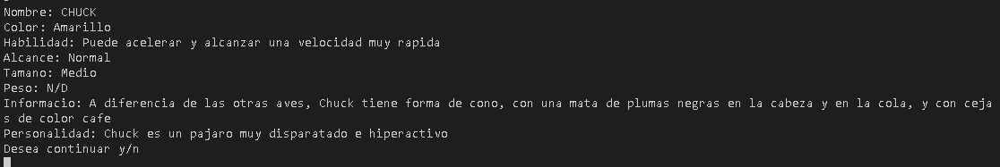 Nombre: CHUCK
Color: Amarillo
Habilidad: Puede acelerar y alcanzar una velocidad muy rapida
Alcance: Normal
Tamano: Medio
Peso: N/D
Informacio: A diferencia de las otras aves, Chuck tiene forma de cono, con una mata de plumas negras en la cabeza y en la cola, y con ceja
s de color cafe
Personalidad: Chuck es un pajaro muy disparatado e hiperactivo
Desea continuar y/n